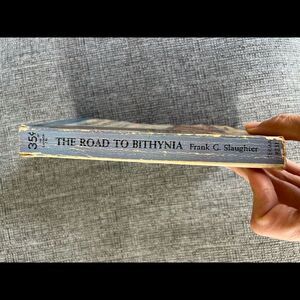 35¢
THE ROAD TO BITHYNIA Frank G. Slaughter